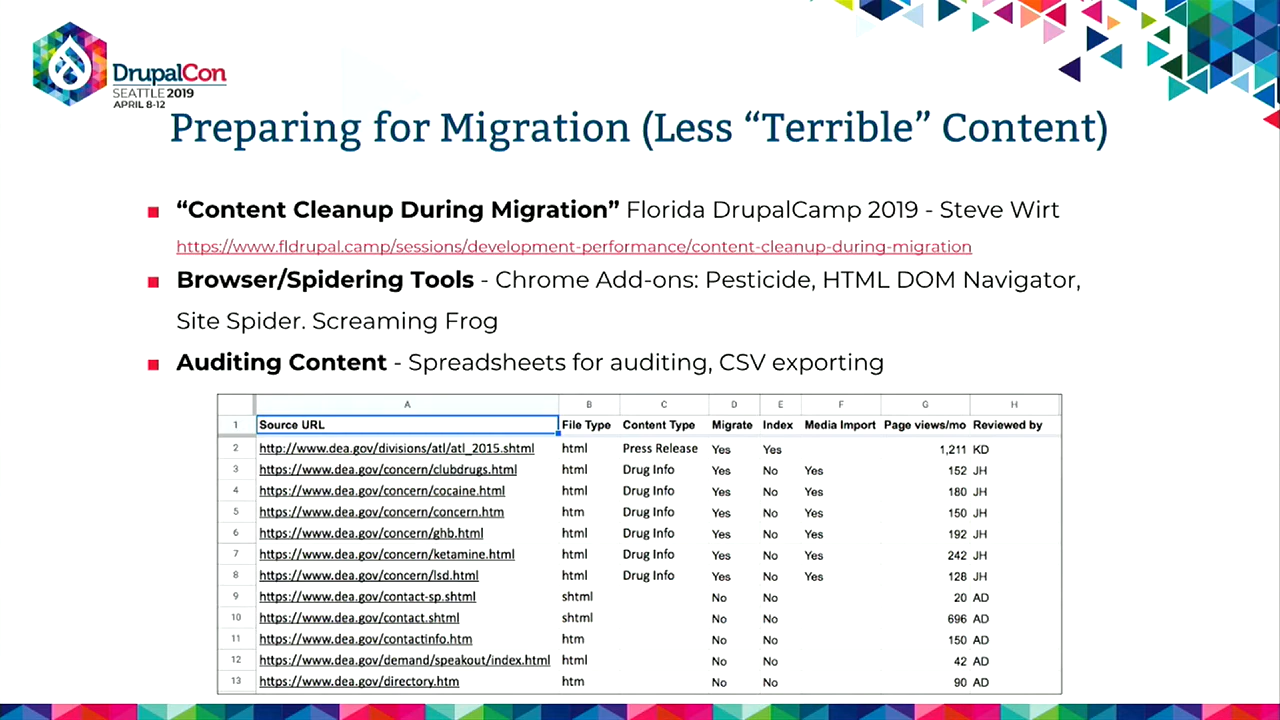 DrupalCon
SEATTLE 2019
APRIL 8-12
Preparing for Migration (Less “Terrible” Content)
“Content Cleanup During Migration” Florida DrupalCamp 2019 - Steve Wirt
https://www.fldrupal.camp/sessions/development-performance/content-cleanup-during-migration
Browser/Spidering Tools - Chrome Add-ons: Pesticide, HTML DOM Navigator,
Site Spider. Screaming Frog
Auditing Content - Spreadsheets for auditing, CSV exporting
A B C D E F G H
1 Source URL File Type Content Type Migrate Index Media Import Page views/mo Reviewed by
2 http://www.dea.gov/divisions/atl/atl_2015.shtml html Press Release Yes Yes 1,211 KD
3 https://www.dea.gov/concern/clubdrugs.html html Drug Info Yes No Yes 152 JH
4 https://www.dea.gov/concern/cocaine.html html Drug Info Yes No Yes 180 JH
5 https://www.dea.gov/concern/concern.htm htm Drug Info Yes No Yes 150 JH
6 https://www.dea.gov/concern/ghb.html html Drug Info Yes No Yes 192 JH
7 https://www.dea.gov/concern/ketamine.html html Drug Info Yes No Yes 242 JH
8 https://www.dea.gov/concern/lsd.html html Drug Info Yes No Yes 128 JH
9 https://www.dea.gov/contact-sp.shtml shtml No No 20 AD
10 https://www.dea.gov/contact.shtml shtml No No 696 AD
11 https://www.dea.gov/contactinfo.htm htm No No 150 AD
12 https://www.dea.gov/demand/speakout/index.html html No No 42 AD
13 https://www.dea.gov/directory.htm htm No No 90 AD